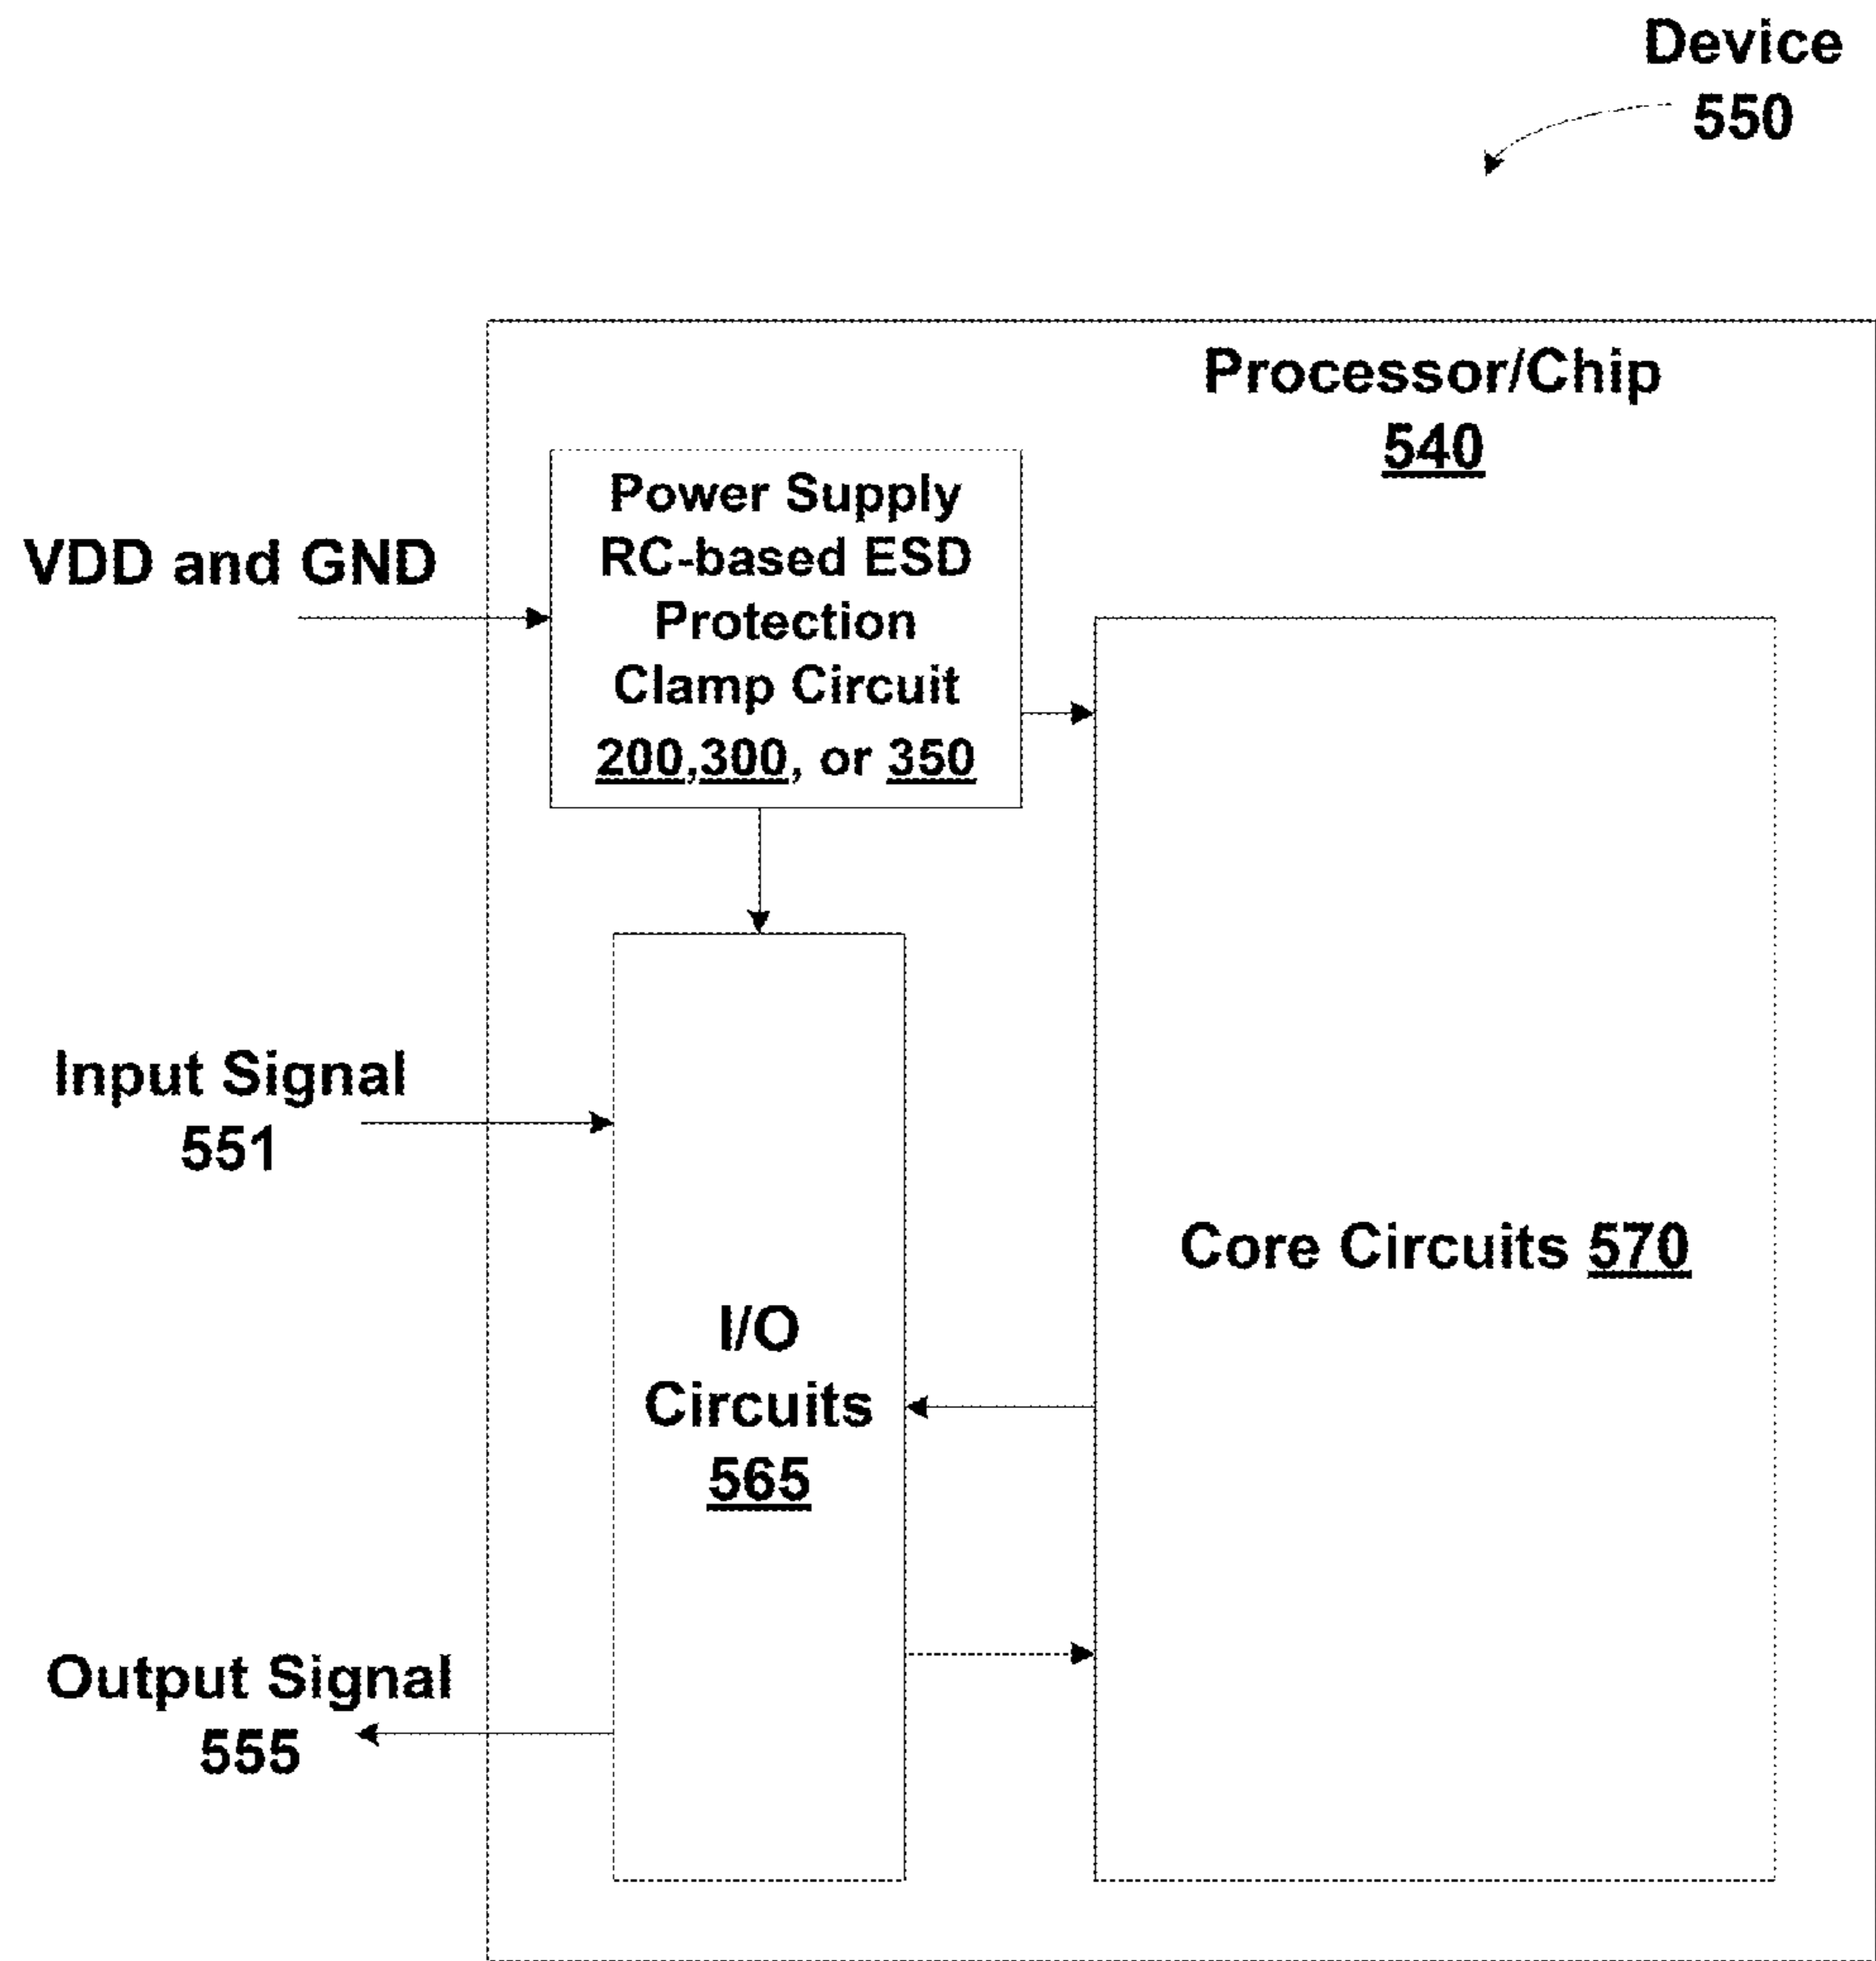 Device
550
Processor/Chip
540
Power Supply
RC-based ESD
Protection
Clamp Circuit
200,300, or 350
VDD and GND
Input Signal
551
Core Circuits 570
I/O
Circuits
565
Output Signal
555